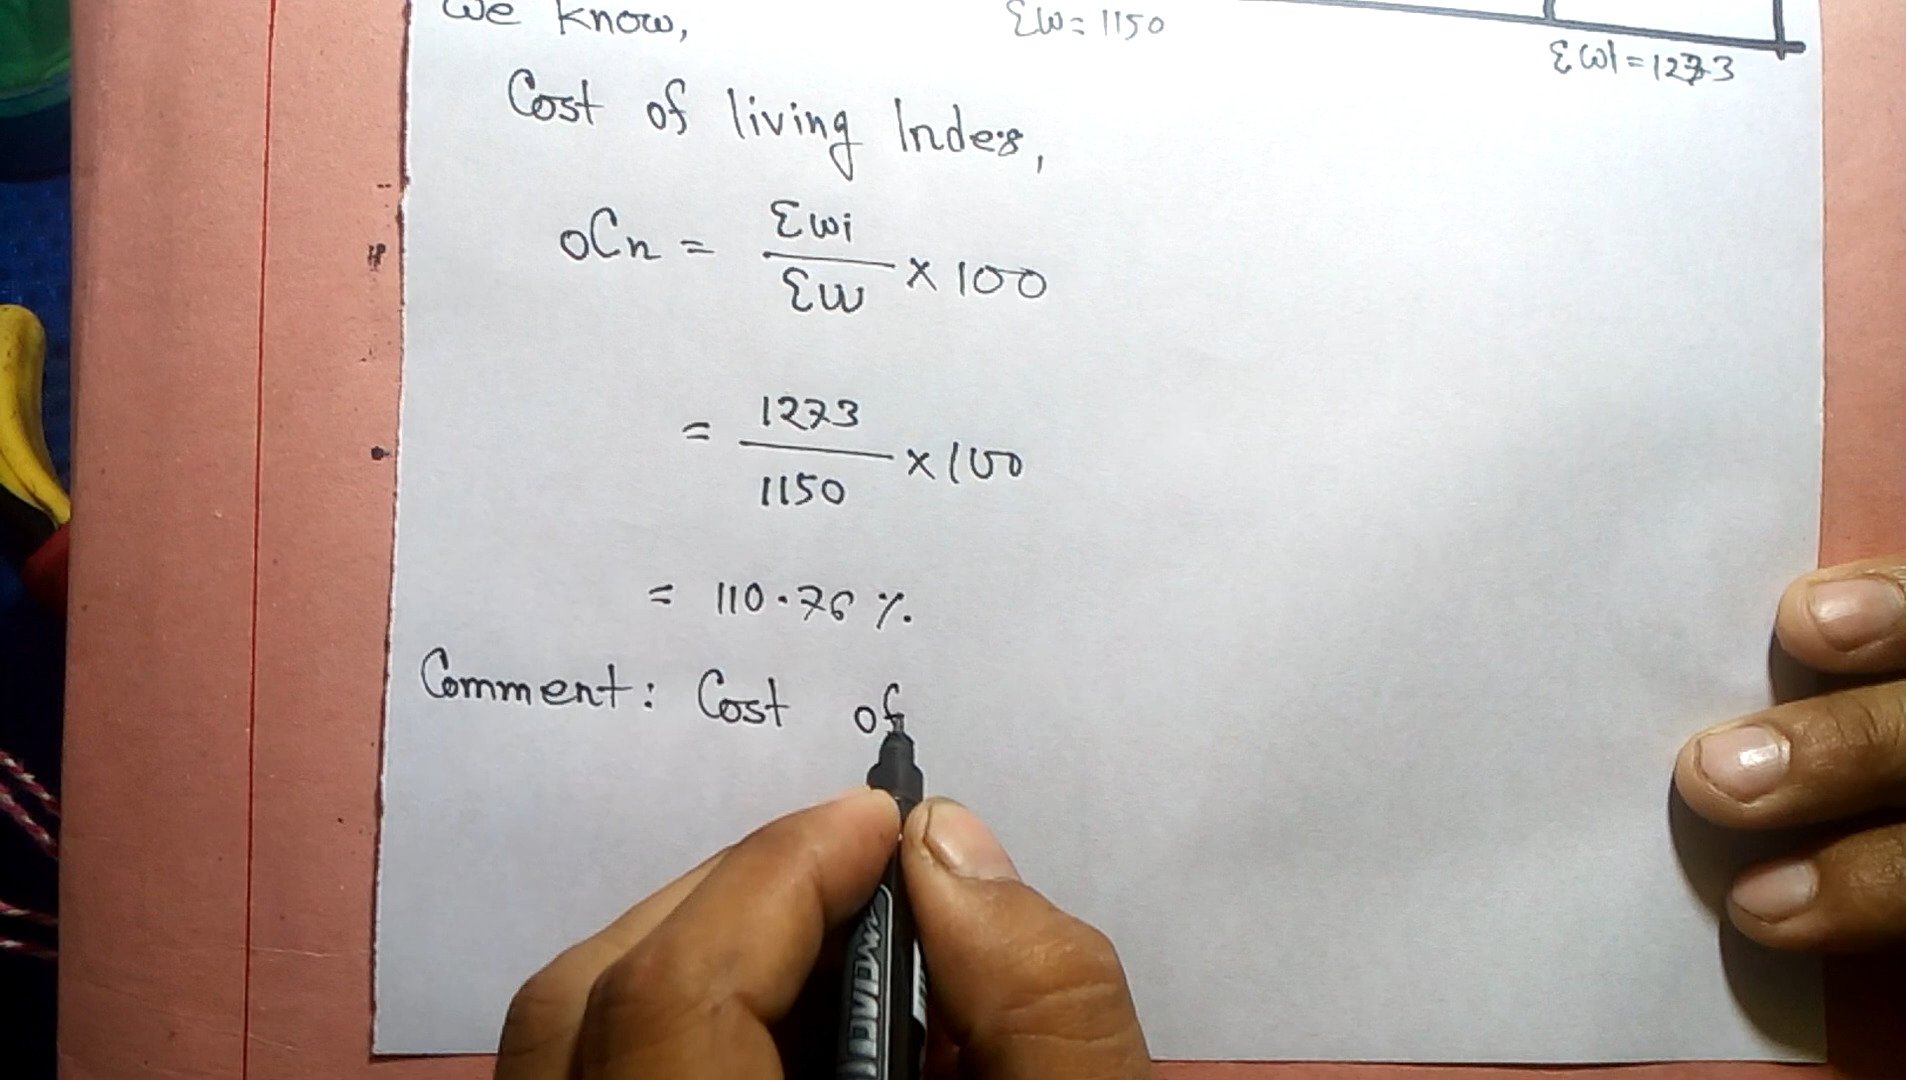 We know,
Σw = 1150
ΣwI = 1273
Cost of living Index,
oCn = Σwi / Σw × 100
= 1273 / 1150 × 100
= 110.76 %.
Comment: Cost of